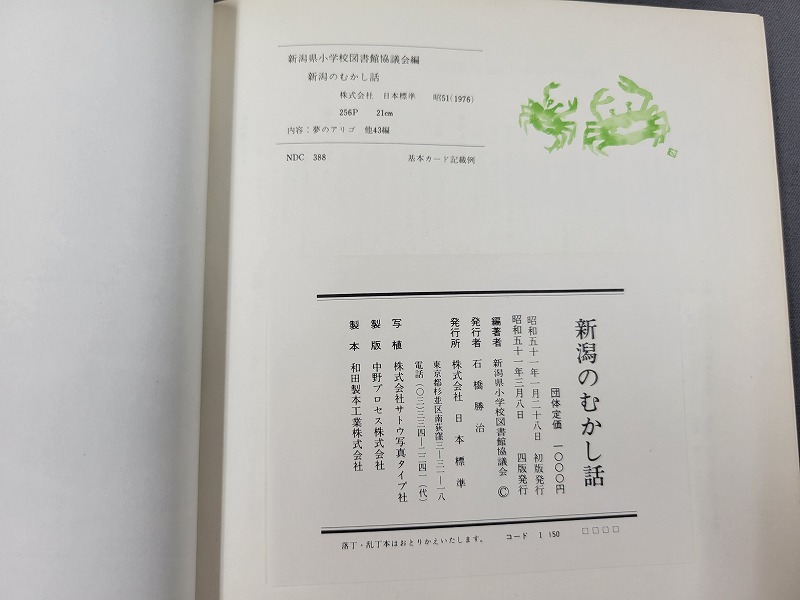 新潟県小学校図書館協議会編
新潟のむかし話
株式会社 日本標準 昭51(1976)
256P 21cm
内容:夢のアリゴ 他43編
NDC 388 基本カード記載例
新潟のむかし話
団体定価 一〇〇〇円
昭和五十一年一月二十八日 初版発行
昭和五十一年三月八日 四版発行
編著者 新潟県小学校図書館協議会 ©
発行者 石橋勝治
発行所 株式会社 日本標準
東京都杉並区南荻窪三—三一—一八
電話(〇三)三三四—二二四一(代)
写植 株式会社サトウ写真タイプ社
製版 中野プロセス株式会社
製本 和田製本工業株式会社
落丁・乱丁本はおとりかえいたします。 コード 1150 □□□□